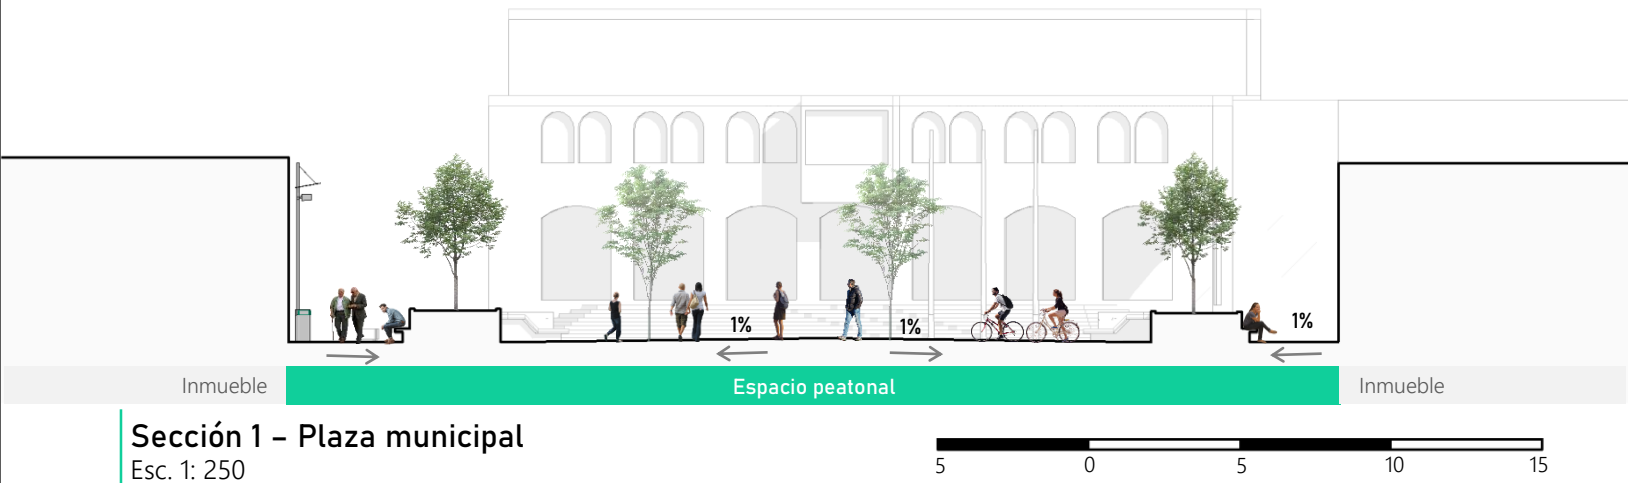 1%
1%
1%
Inmueble
Espacio peatonal
Inmueble
Sección 1 – Plaza municipal
Esc. 1: 250
5 0 5 10 15